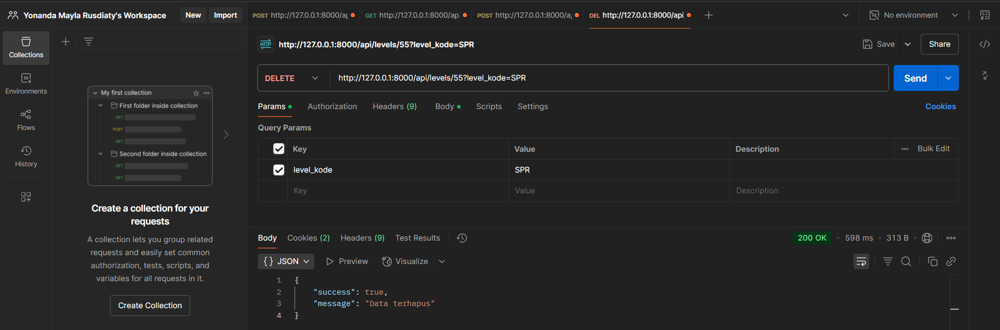 Yonanda Mayla Rusdiaty's Workspace
New
Import
POST http://127.0.0.1:8000/ap
GET http://127.0.0.1:8000/ap
POST http://127.0.0.1:8000/ap
DEL http://127.0.0.1:8000/api,
No environment
Collections
Environments
Flows
History
My first collection
First folder inside collection
GET
POST
GET
Second folder inside collection
GET
GET
Create a collection for your
requests
A collection lets you group related
requests and easily set common
authorization, tests, scripts, and
variables for all requests in it.
Create Collection
HTTP
http://127.0.0.1:8000/api/levels/55?level_kode=SPR
Save
Share
DELETE
http://127.0.0.1:8000/api/levels/55?level_kode=SPR
Send
Params
Authorization
Headers (9)
Body
Scripts
Settings
Cookies
Query Params
Key Value Description Bulk Edit
level_kode SPR
Key Value Description
Body
Cookies (2)
Headers (9)
Test Results
200 OK
598 ms
313 B
{} JSON
Preview
Visualize
1 {
2 "success": true,
3 "message": "Data terhapus"
4 }